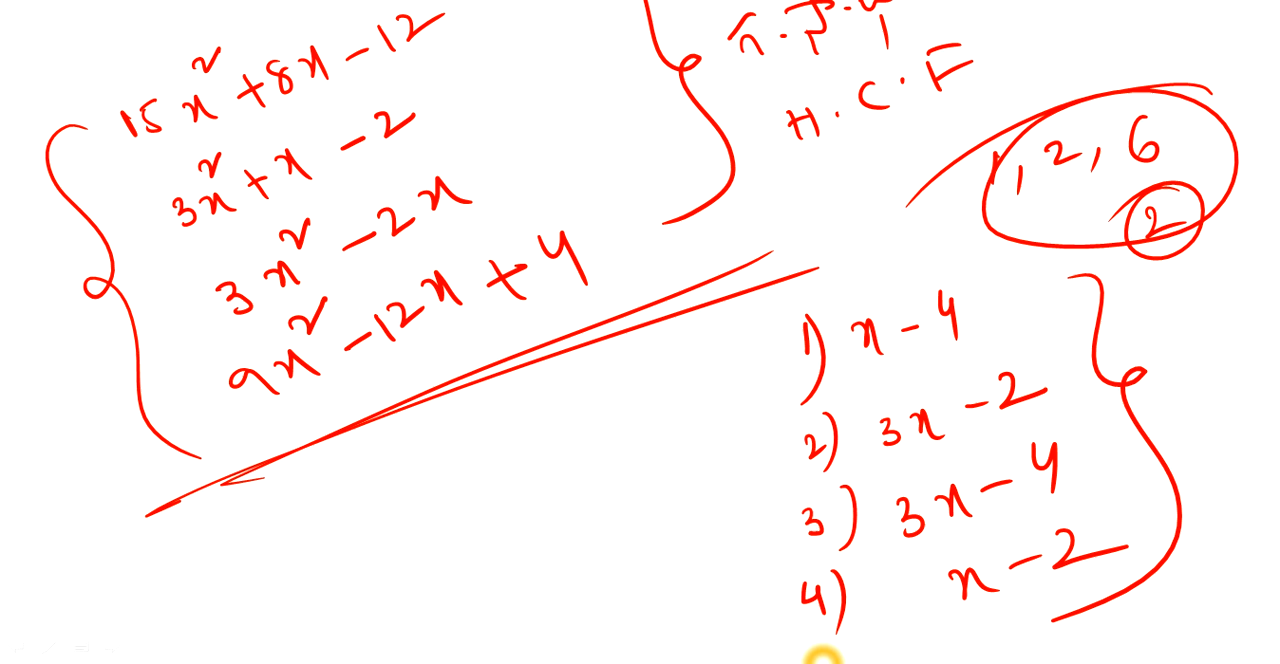 15x²+8x-12
3x²+x-2
3x²-2x
9x²-12x+4
H.C.F
1, 2, 6
2
1) x-4
2) 3x-2
3) 3x-4
4) x-2